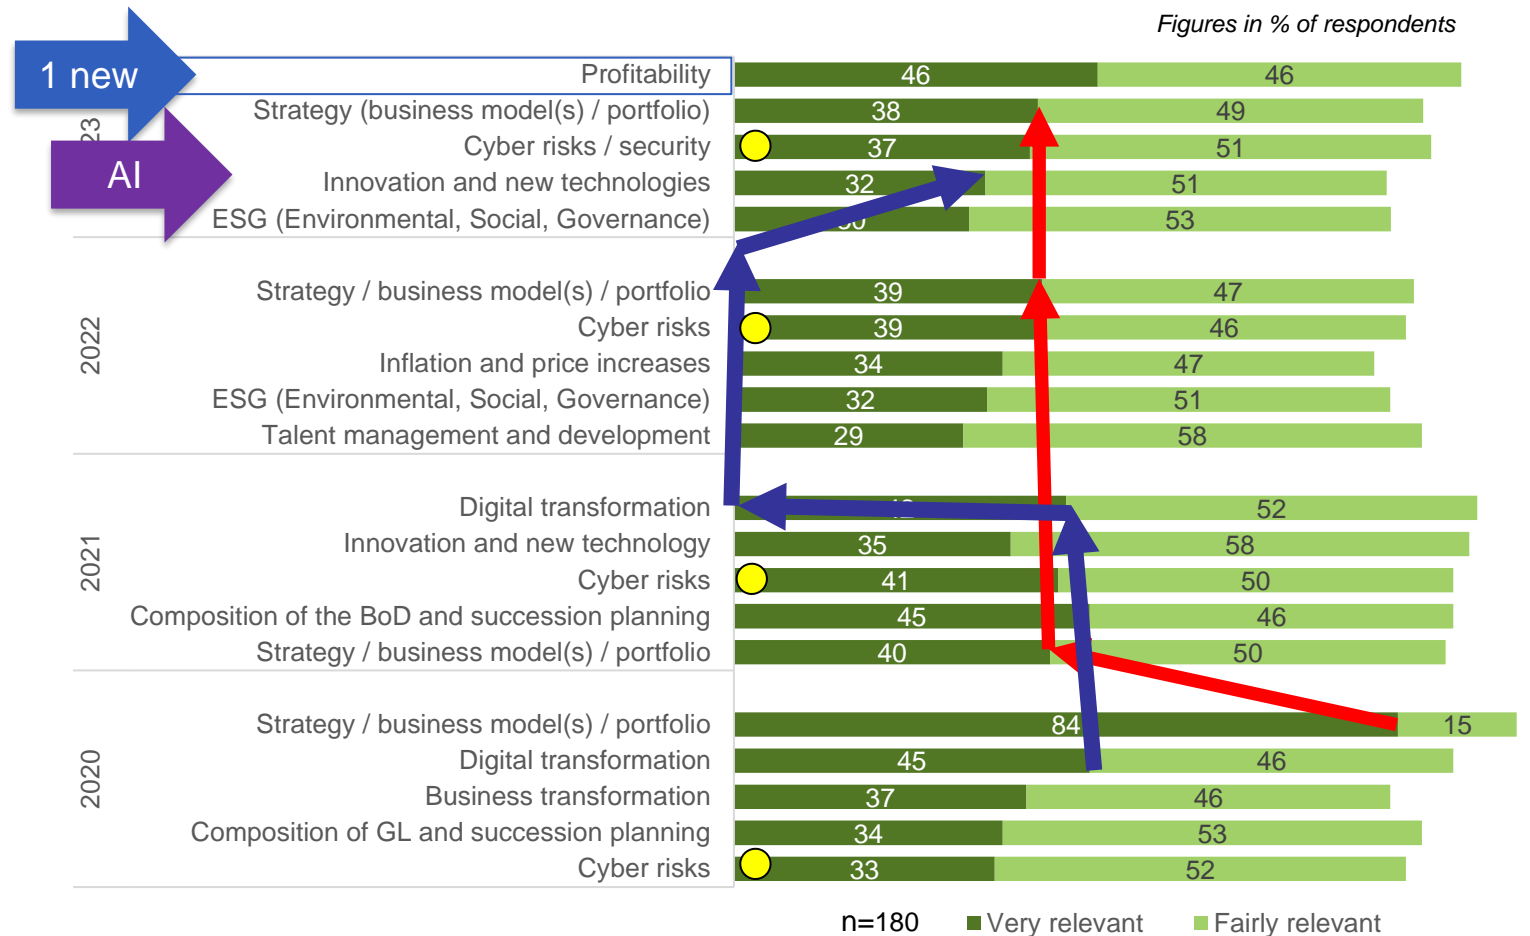 Figures in % of respondents
1 new
Profitability 46 46
Strategy (business model(s) / portfolio) 38 49
23
Cyber risks / security 37 51
AI
Innovation and new technologies 32 51
ESG (Environmental, Social, Governance) 30 53
2022
Strategy / business model(s) / portfolio 39 47
Cyber risks 39 46
Inflation and price increases 34 47
ESG (Environmental, Social, Governance) 32 51
Talent management and development 29 58
2021
Digital transformation 52
Innovation and new technology 35 58
Cyber risks 41 50
Composition of the BoD and succession planning 45 46
Strategy / business model(s) / portfolio 40 50
2020
Strategy / business model(s) / portfolio 84 15
Digital transformation 45 46
Business transformation 37 46
Composition of GL and succession planning 34 53
Cyber risks 33 52
n=180 Very relevant Fairly relevant